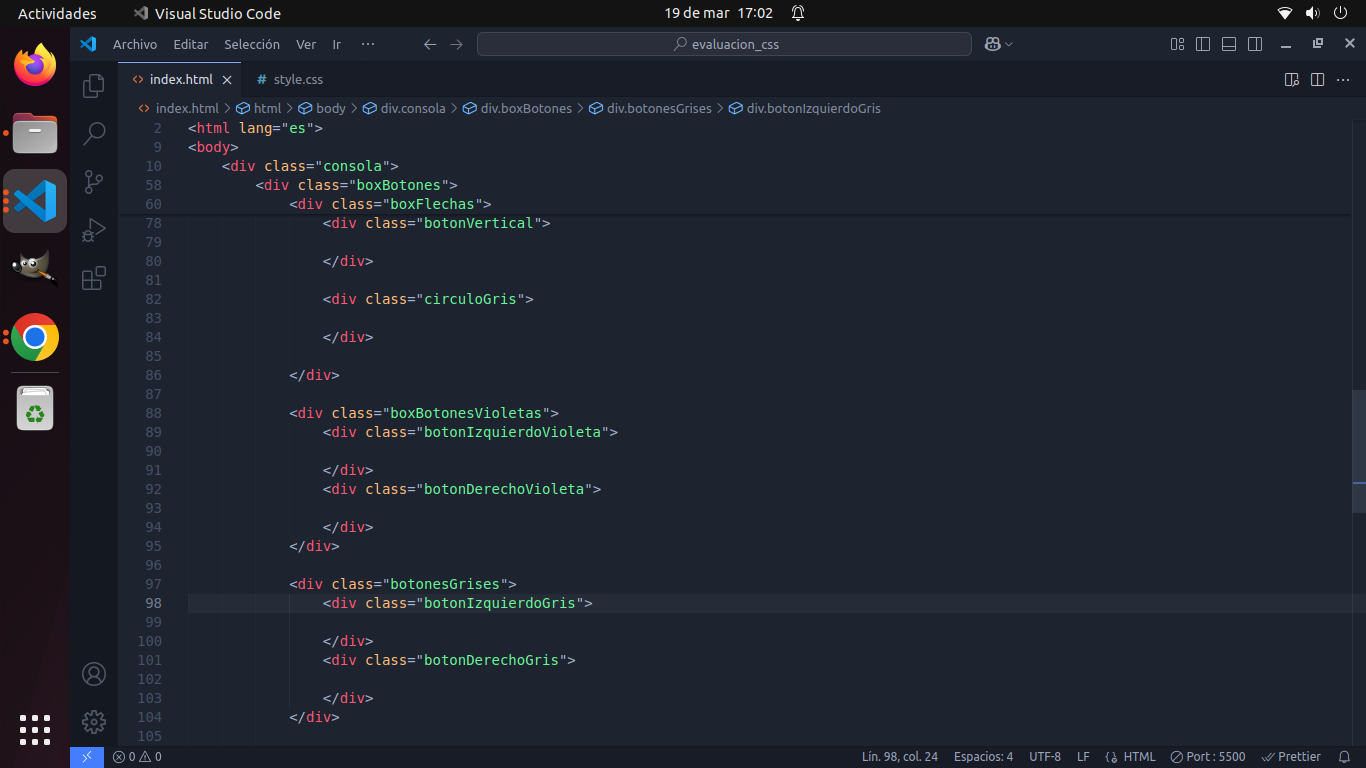 Actividades Visual Studio Code 19 de mar 17:02
Archivo Editar Selección Ver Ir ··· evaluacion_css
index.html # style.css
index.html > html > body > div.consola > div.boxBotones > div.botonesGrises > div.botonIzquierdoGris
2 <html lang="es">
9 <body>
10 <div class="consola">
58 <div class="boxBotones">
60 <div class="boxFlechas">
78 <div class="botonVertical">
79
80 </div>
81
82 <div class="circuloGris">
83
84 </div>
85
86 </div>
87
88 <div class="boxBotonesVioletas">
89 <div class="botonIzquierdoVioleta">
90
91 </div>
92 <div class="botonDerechoVioleta">
93
94 </div>
95 </div>
96
97 <div class="botonesGrises">
98 <div class="botonIzquierdoGris">
99
100 </div>
101 <div class="botonDerechoGris">
102
103 </div>
104 </div>
105
0 0 Lín. 98, col. 24 Espacios: 4 UTF-8 LF HTML Port : 5500 Prettier